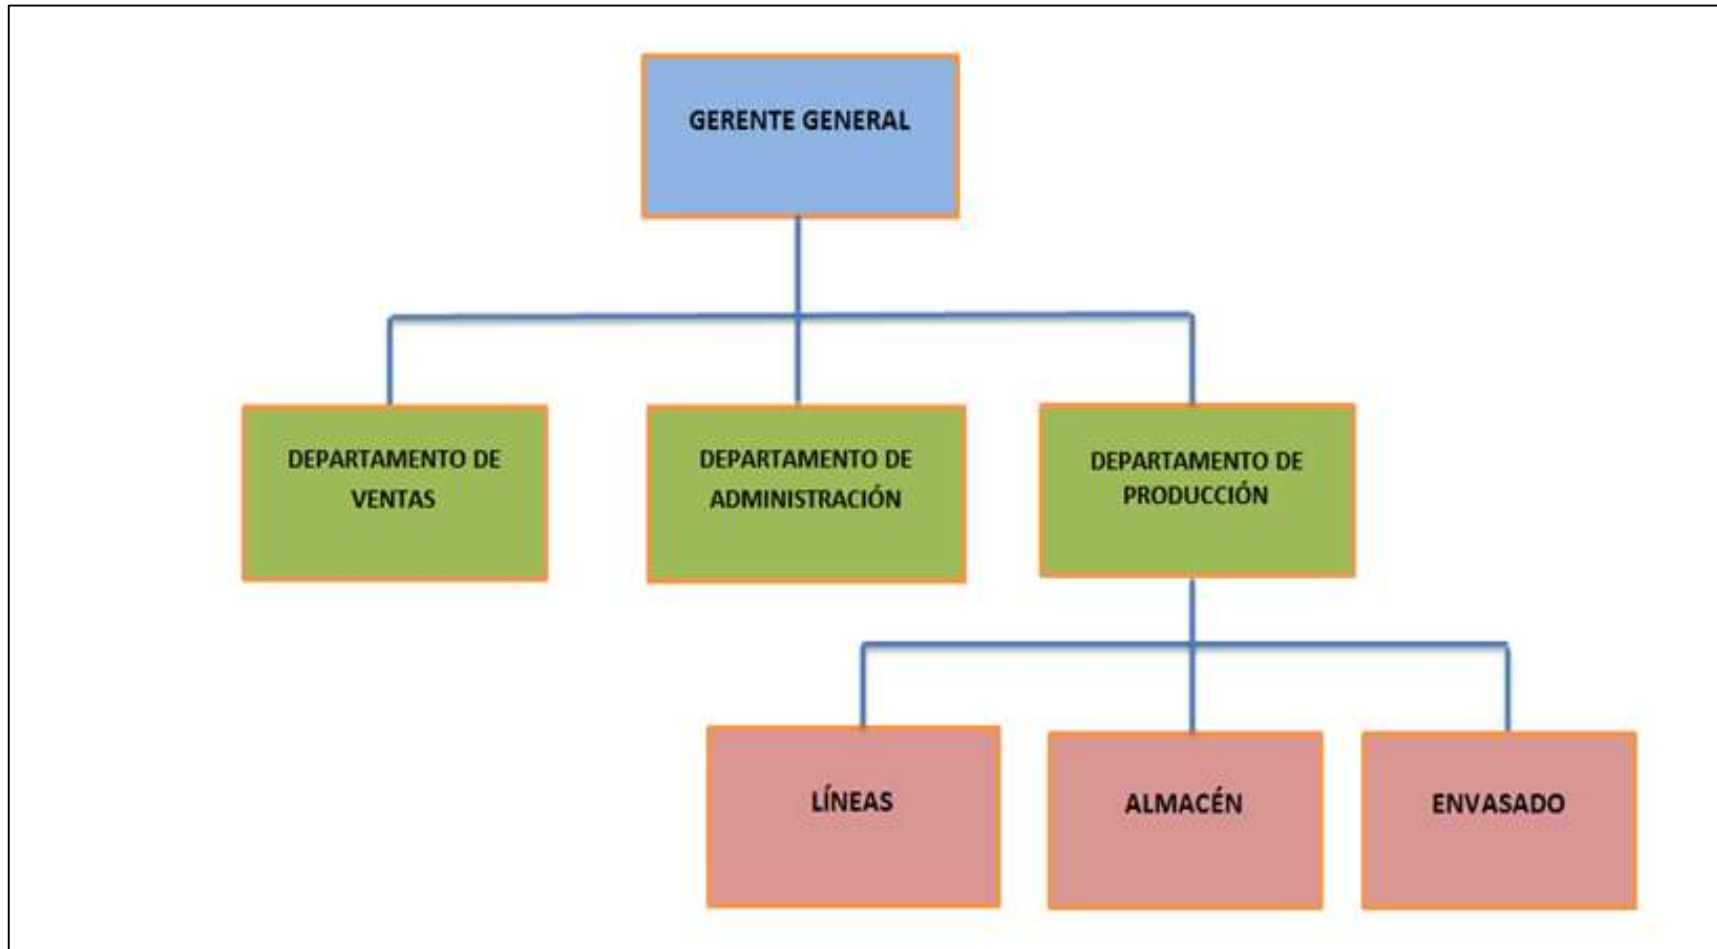 GERENTE GENERAL
DEPARTAMENTO DE
VENTAS
DEPARTAMENTO DE
ADMINISTRACIÓN
DEPARTAMENTO DE
PRODUCCIÓN
LÍNEAS
ALMACÉN
ENVASADO